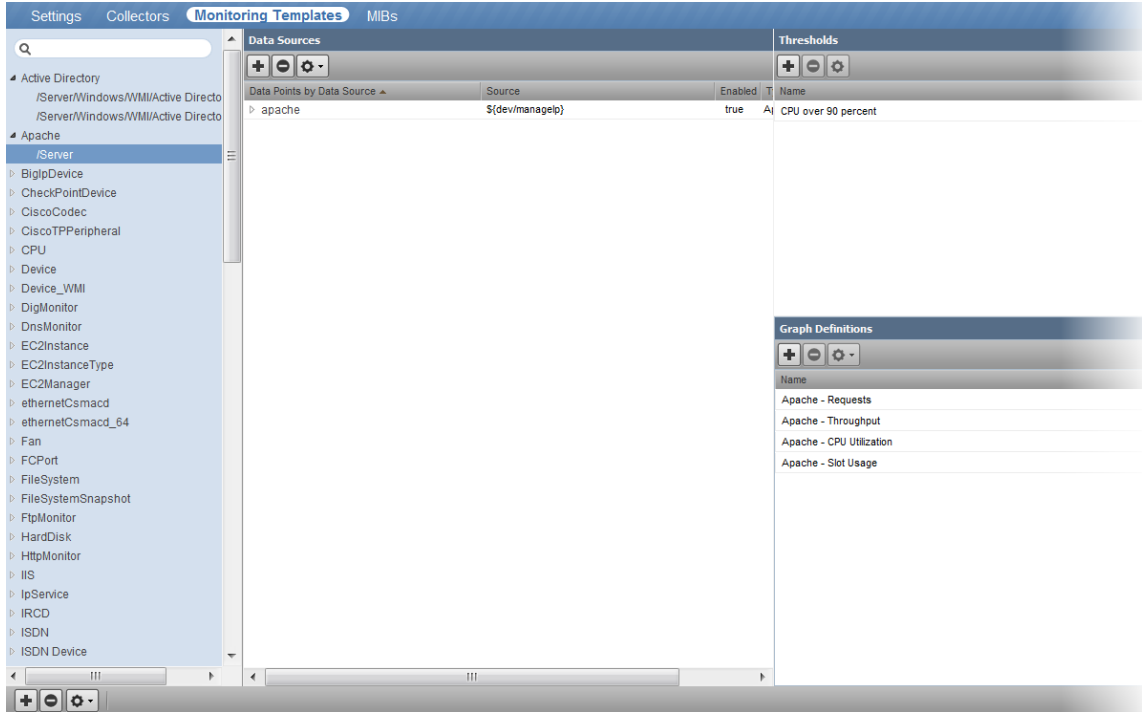 Settings Collectors Monitoring Templates MIBs
Active Directory
/Server/Windows/WMI/Active Directo
/Server/Windows/WMI/Active Directo
Apache
/Server
BigIpDevice
CheckPointDevice
CiscoCodec
CiscoTPPeripheral
CPU
Device
Device_WMI
DigMonitor
DnsMonitor
EC2Instance
EC2InstanceType
EC2Manager
ethernetCsmacd
ethernetCsmacd_64
Fan
FCPort
FileSystem
FileSystemSnapshot
FtpMonitor
HardDisk
HttpMonitor
IIS
IpService
IRCD
ISDN
ISDN Device
Data Sources
Data Points by Data Source Source Enabled T
apache ${dev/manageIp} true A
Thresholds
Name
CPU over 90 percent
Graph Definitions
Name
Apache - Requests
Apache - Throughput
Apache - CPU Utilization
Apache - Slot Usage